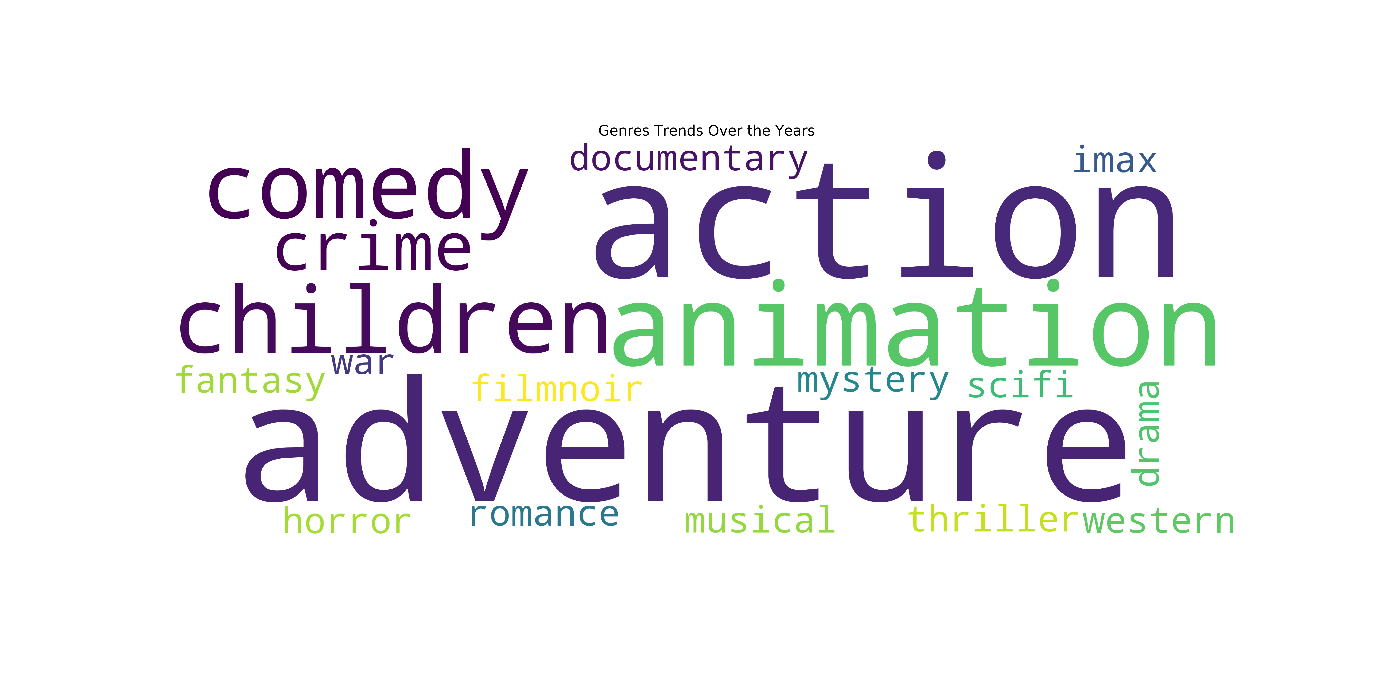 Genres Trends Over the Years
documentary
imax
comedy
action
crime
children
animation
war
fantasy
filmnoir
mystery
scifi
drama
adventure
horror
romance
musical
thriller
western